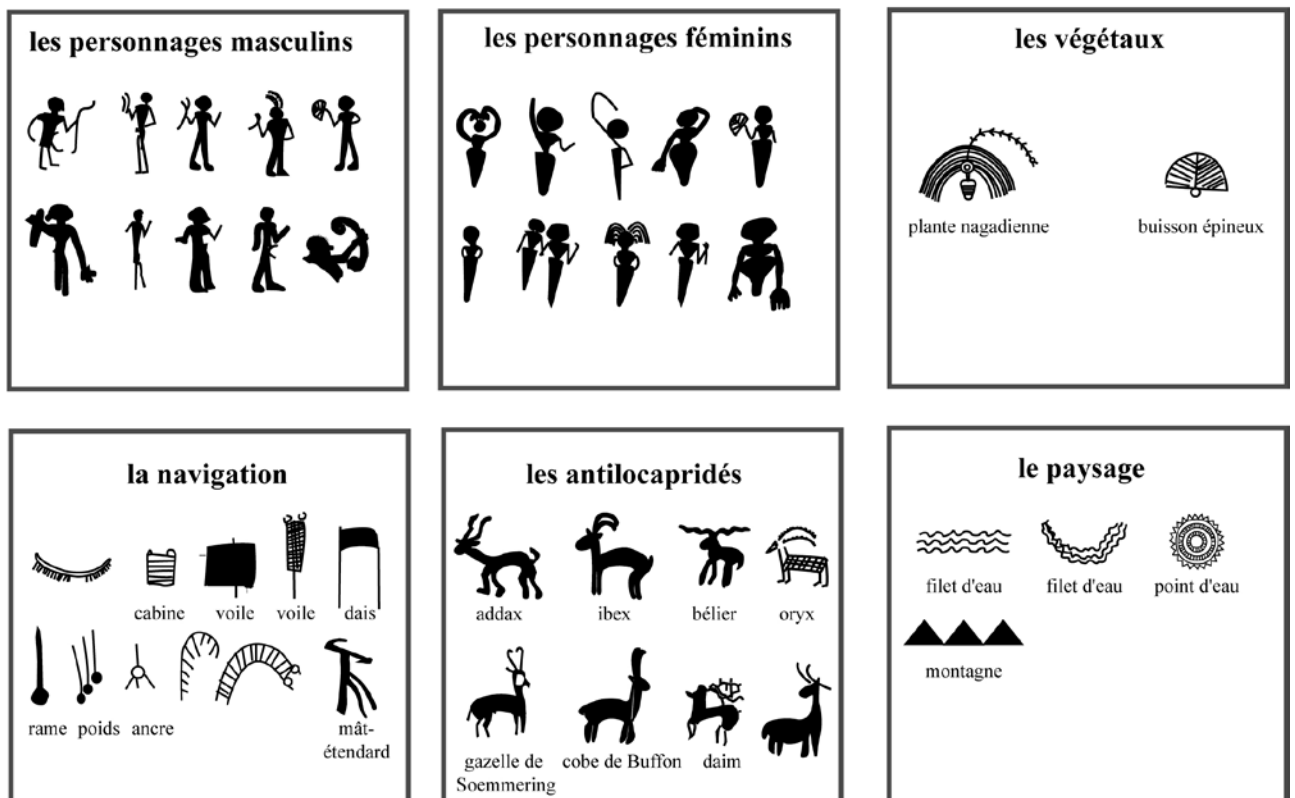 les personnages masculins
les personnages féminins
les végétaux
plante nagadienne
buisson épineux
la navigation
cabine
voile
voile
dais
rame
poids
ancre
mât-
étendard
les antilocapridés
addax
ibex
bélier
oryx
gazelle de
Soemmering
cobe de Buffon
daim
le paysage
filet d'eau
filet d'eau
point d'eau
montagne